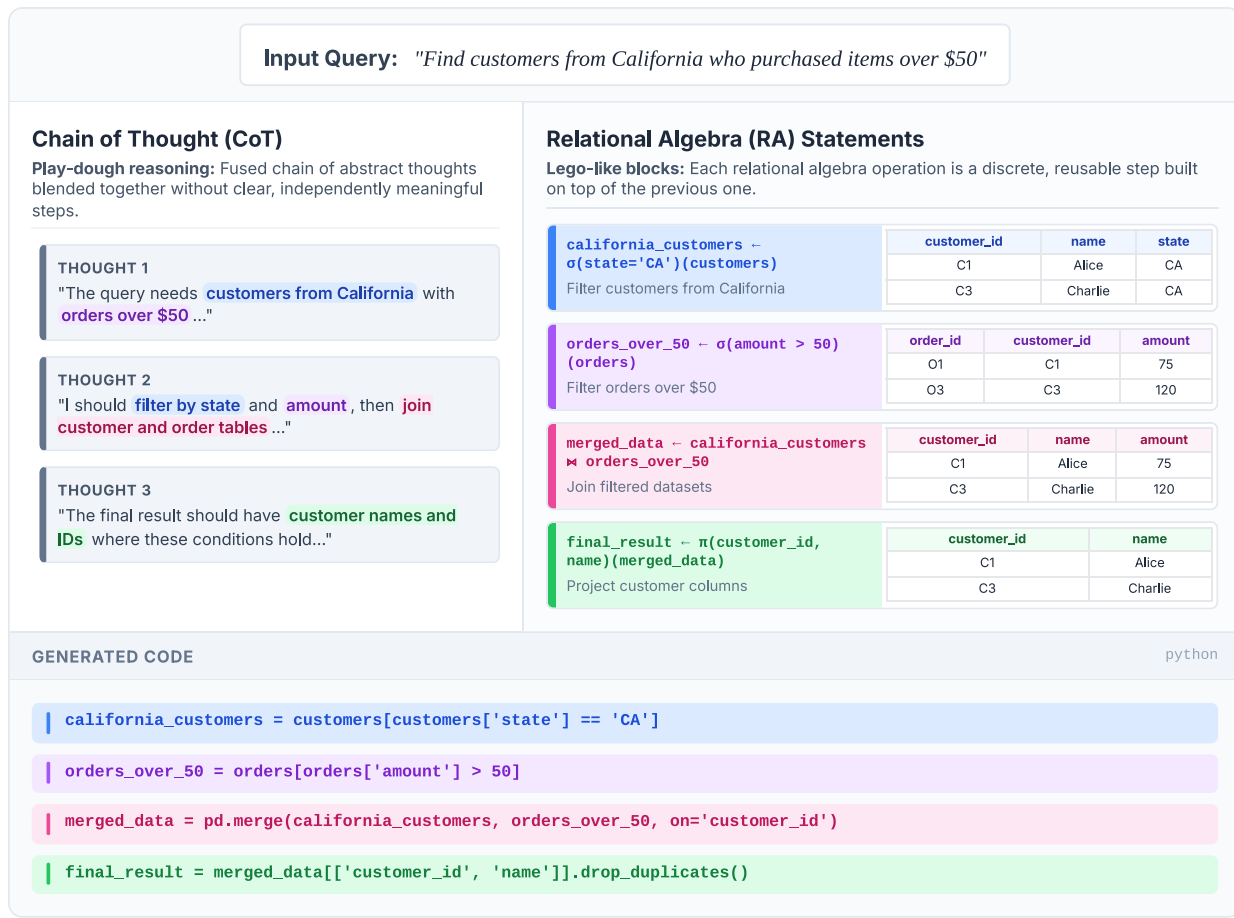 Input Query: "Find customers from California who purchased items over $50"
Chain of Thought (CoT)
Play-dough reasoning: Fused chain of abstract thoughts
blended together without clear, independently meaningful
steps.
THOUGHT 1
"The query needs customers from California with
orders over $50 ..."
THOUGHT 2
"I should filter by state and amount , then join
customer and order tables ..."
THOUGHT 3
"The final result should have customer names and
IDs where these conditions hold..."
Relational Algebra (RA) Statements
Lego-like blocks: Each relational algebra operation is a discrete, reusable step built
on top of the previous one.
california_customers ←
σ(state='CA')(customers)
Filter customers from California
customer_id name state
C1 Alice CA
C3 Charlie CA
orders_over_50 ← σ(amount > 50)
(orders)
Filter orders over $50
order_id customer_id amount
O1 C1 75
O3 C3 120
merged_data ← california_customers
⋈ orders_over_50
Join filtered datasets
customer_id name amount
C1 Alice 75
C3 Charlie 120
final_result ← π(customer_id,
name)(merged_data)
Project customer columns
customer_id name
C1 Alice
C3 Charlie
GENERATED CODE
python
california_customers = customers[customers['state'] == 'CA']
orders_over_50 = orders[orders['amount'] > 50]
merged_data = pd.merge(california_customers, orders_over_50, on='customer_id')
final_result = merged_data[['customer_id', 'name']].drop_duplicates()